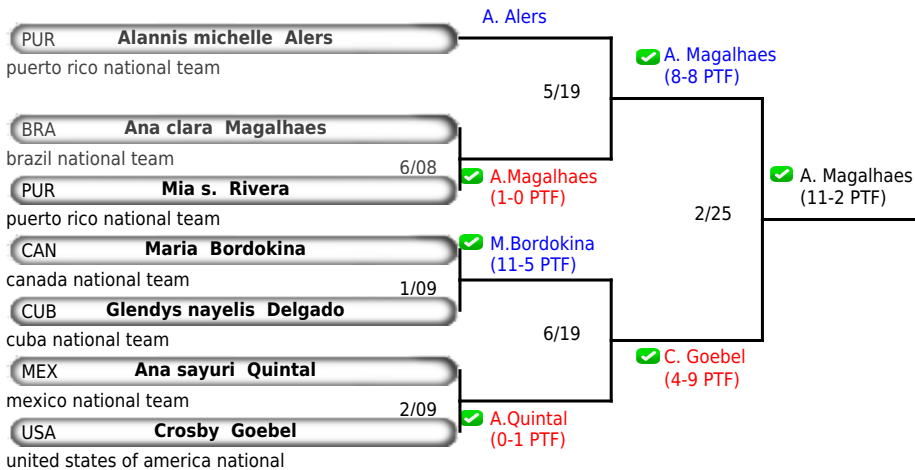 A. Alers
PUR Alannis michelle Alers
puerto rico national team
A. Magalhaes
(8-8 PTF)
5/19
BRA Ana clara Magalhaes
brazil national team
6/08
PUR Mia s. Rivera
puerto rico national team
A.Magalhaes
(1-0 PTF)
A. Magalhaes
(11-2 PTF)
2/25
CAN Maria Bordokina
canada national team
M.Bordokina
(11-5 PTF)
1/09
CUB Glendys nayelis Delgado
cuba national team
6/19
MEX Ana sayuri Quintal
mexico national team
C. Goebel
(4-9 PTF)
2/09
USA Crosby Goebel
united states of america national
A.Quintal
(0-1 PTF)